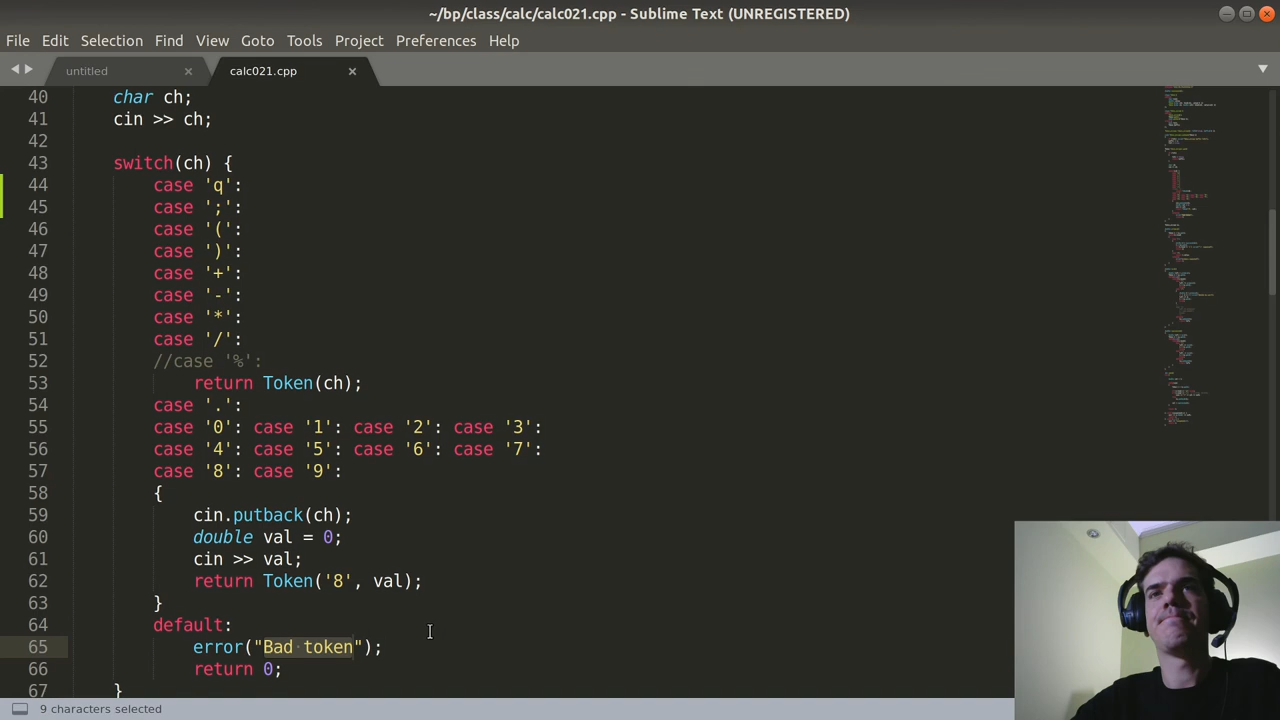 ~/bp/class/calc/calc021.cpp - Sublime Text (UNREGISTERED)
File Edit Selection Find View Goto Tools Project Preferences Help
untitled × calc021.cpp ×
40 char ch;
41 cin >> ch;
42
43 switch(ch) {
44 case 'q':
45 case ';':
46 case '(':
47 case ')':
48 case '+':
49 case '-':
50 case '*':
51 case '/':
52 //case '%':
53 return Token(ch);
54 case '.':
55 case '0': case '1': case '2': case '3':
56 case '4': case '5': case '6': case '7':
57 case '8': case '9':
58 {
59 cin.putback(ch);
60 double val = 0;
61 cin >> val;
62 return Token('8', val);
63 }
64 default:
65 error("Bad token");
66 return 0;
67 }
9 characters selected